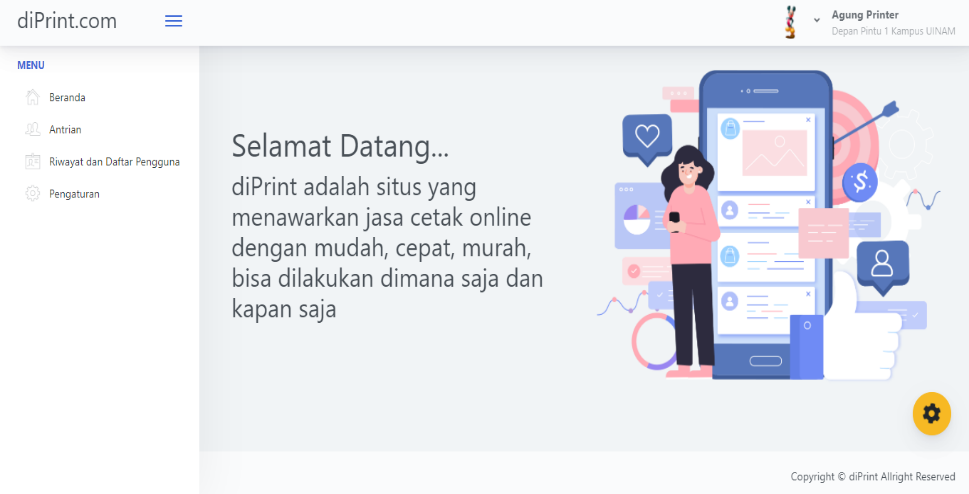 diPrint.com
Agung Printer
Depan Pintu 1 Kampus UINAM
MENU
Beranda
Antrian
Riwayat dan Daftar Pengguna
Pengaturan
Selamat Datang...
diPrint adalah situs yang
menawarkan jasa cetak online
dengan mudah, cepat, murah,
bisa dilakukan dimana saja dan
kapan saja
$
Copyright © diPrint Allright Reserved